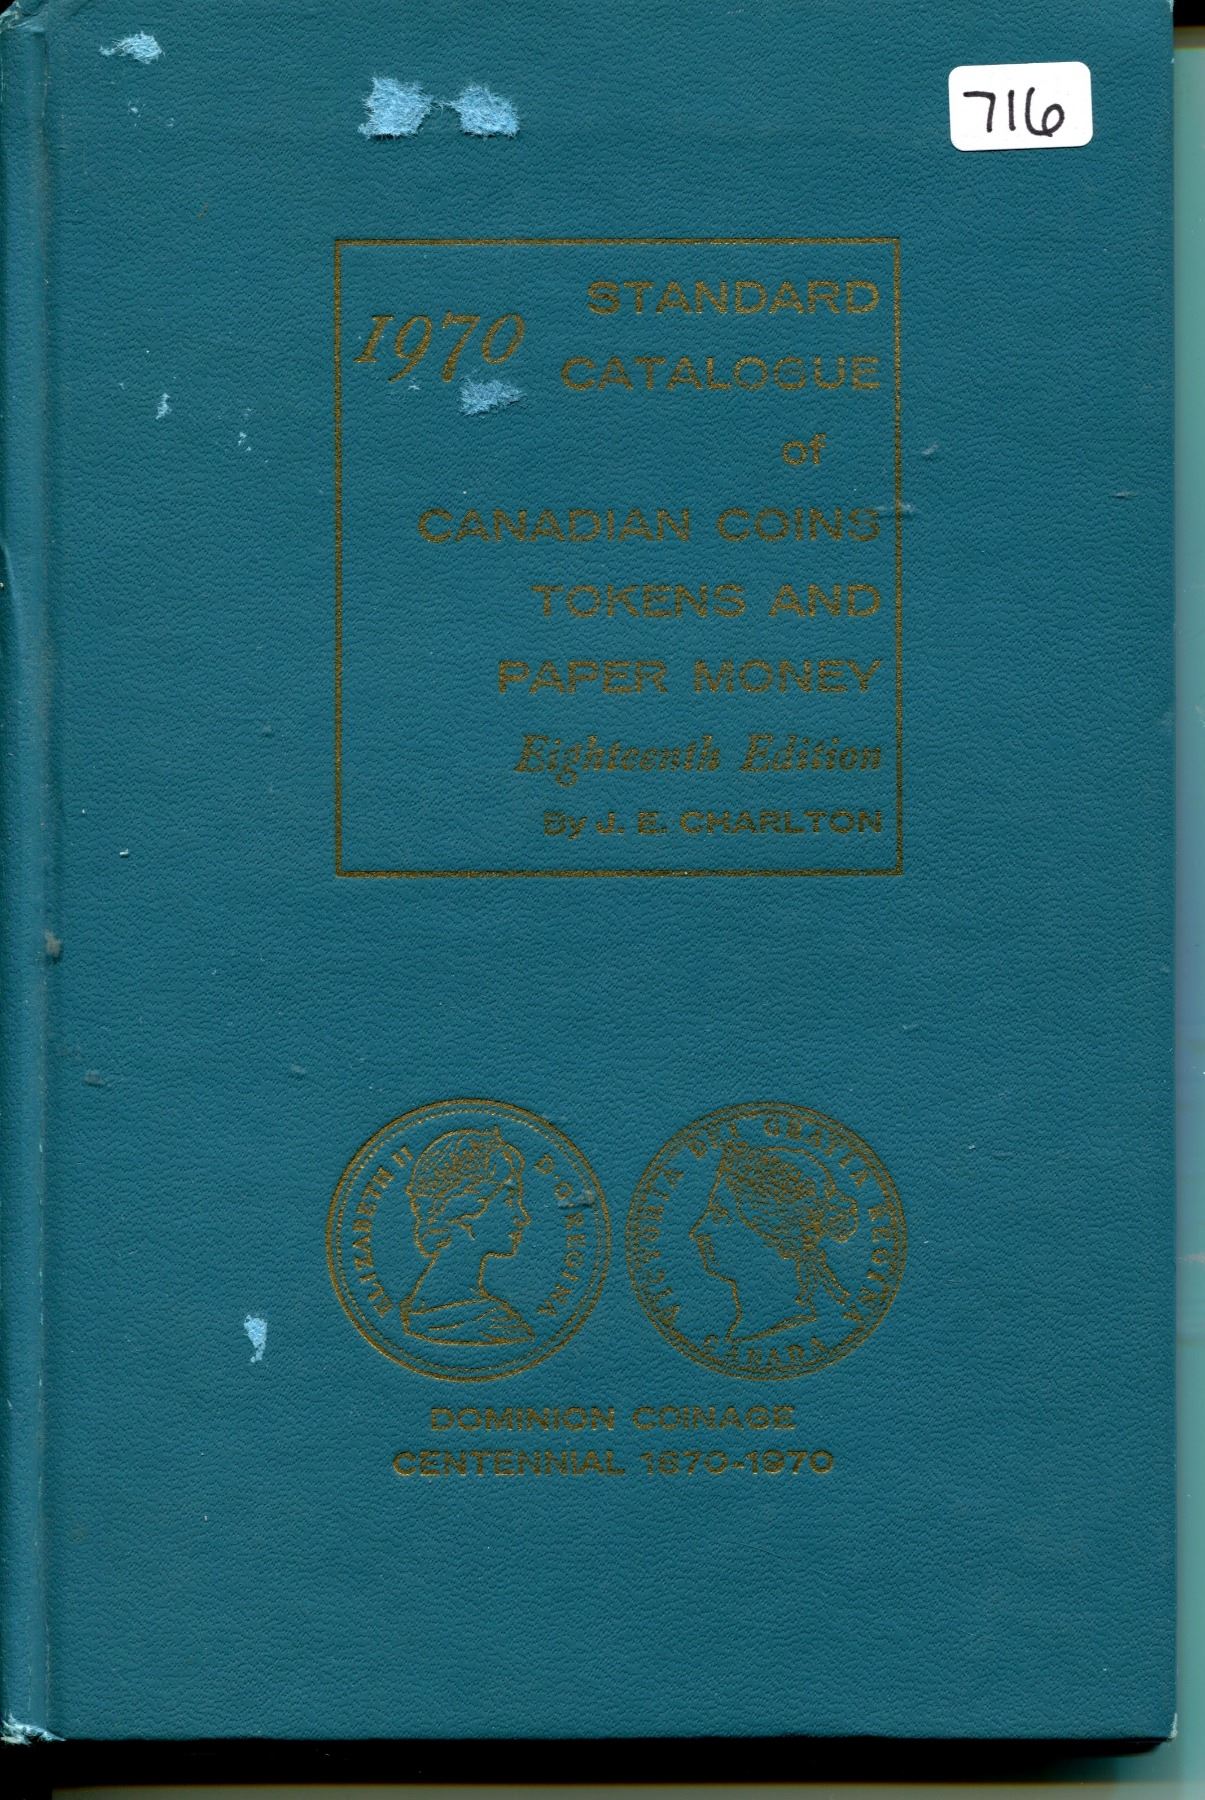 716
1970
STANDARD
CATALOGUE
of
CANADIAN COINS
TOKENS AND
PAPER MONEY
Eighteenth Edition
By J. E. CHARLTON
ELIZABETH II D·G·REGINA
VICTORIA DEI GRATIA REGINA
CANADA
DOMINION COINAGE
CENTENNIAL 1870-1970